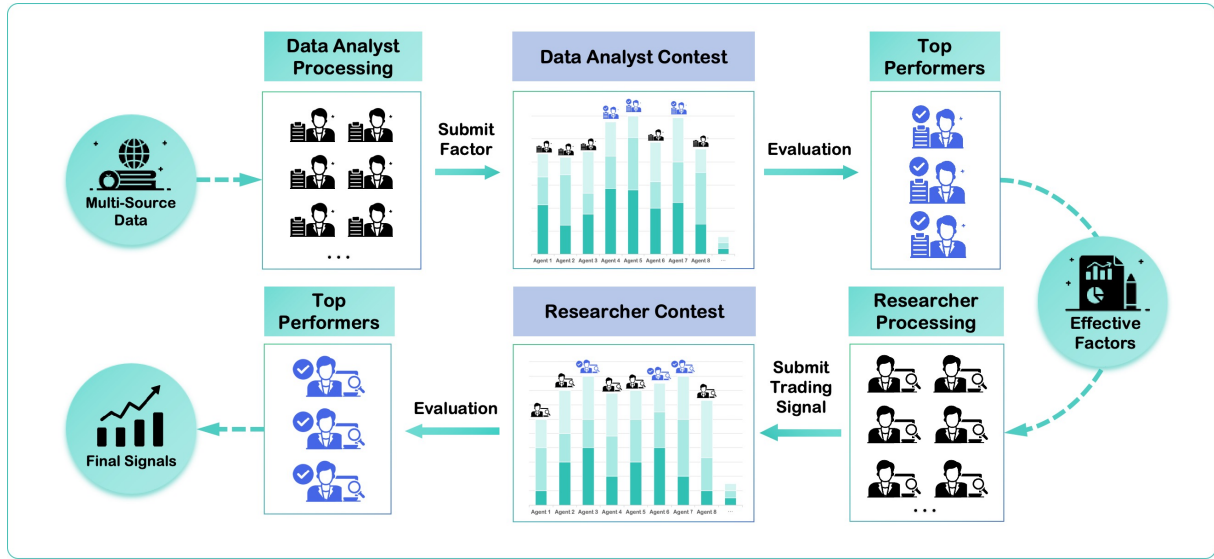 Data Analyst
Processing
Data Analyst Contest
Top
Performers
Multi-Source
Data
Submit
Factor
Evaluation
...
Agent 1 Agent 2 Agent 3 Agent 4 Agent 5 Agent 6 Agent 7 Agent 8 ...
Effective
Factors
Researcher
Processing
...
Submit
Trading
Signal
Researcher Contest
Agent 1 Agent 2 Agent 3 Agent 4 Agent 5 Agent 6 Agent 7 Agent 8 ...
Evaluation
Top
Performers
Final Signals